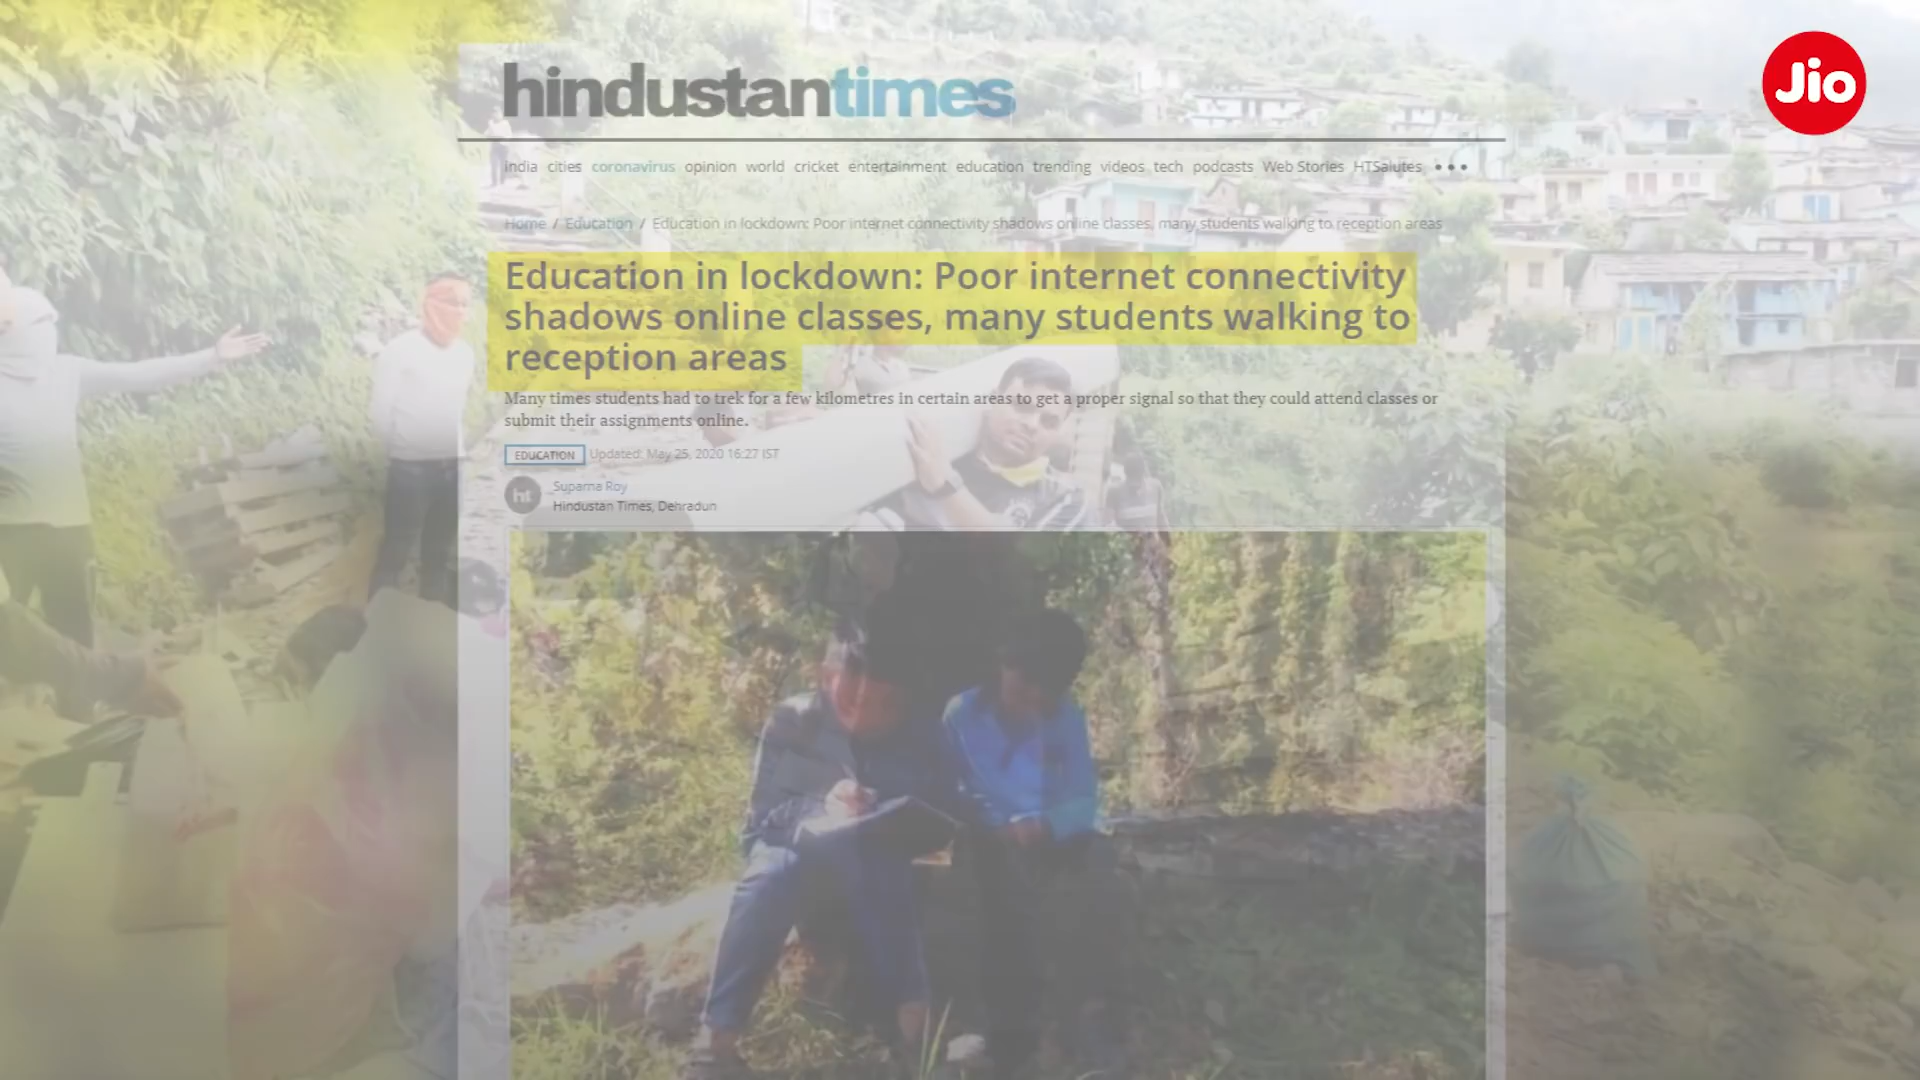 Jio
hindustantimes
india cities coronavirus opinion world cricket entertainment education trending videos tech podcasts Web Stories HTSalutes
Home / Education / Education in lockdown: Poor internet connectivity shadows online classes, many students walking to reception areas
Education in lockdown: Poor internet connectivity
shadows online classes, many students walking to
reception areas
Many times students had to trek for a few kilometres in certain areas to get a proper signal so that they could attend classes or
submit their assignments online.
EDUCATION Updated: May 25, 2020 16:27 IST
ht
Suparna Roy
Hindustan Times, Dehradun